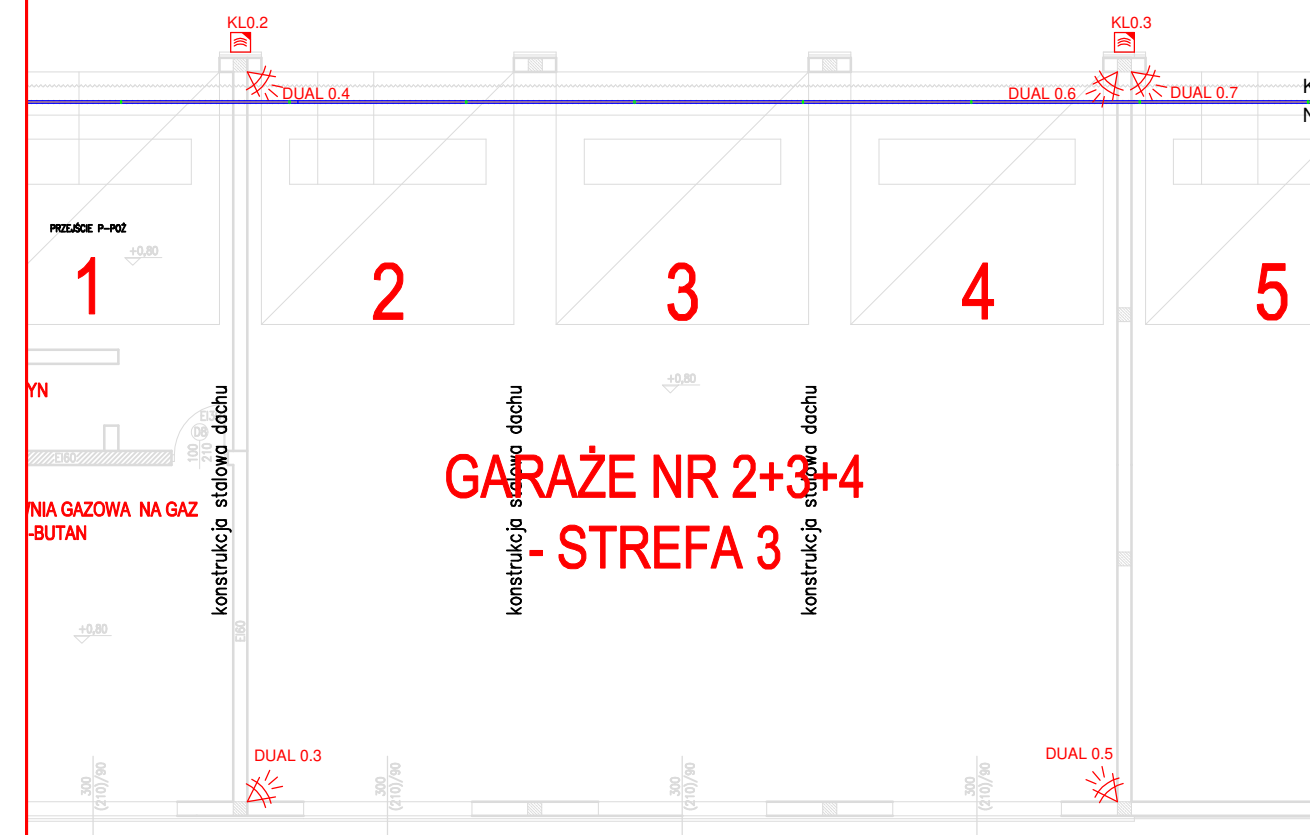 KL0.2
KL0.3
DUAL 0.4
DUAL 0.6
DUAL 0.7
K
N
PRZEJŚCIE P-POŻ
+0,80
1
2
3
4
5
+0,80
YN
konstrukcja stalowa dachu
konstrukcja stalowa dachu
konstrukcja stalowa dachu
D8
100
210
EI60
GARAŻE NR 2+3+4
- STREFA 3
NIA GAZOWA NA GAZ
-BUTAN
+0,80
EI60
DUAL 0.3
DUAL 0.5
300
(210)/90
300
(210)/90
300
(210)/90
300
(210)/90